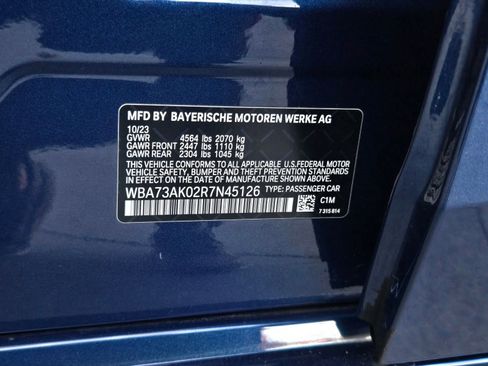 MFD BY BAYERISCHE MOTOREN WERKE AG
10/23
GVWR 4564 lbs 2070 kg
GAWR FRONT 2447 lbs 1110 kg
GAWR REAR 2304 lbs 1045 kg
THIS VEHICLE CONFORMS TO ALL APPLICABLE U.S.FEDERAL MOTOR
VEHICLE SAFETY, BUMPER AND THEFT PREVENTION STANDARDS
IN EFFECT ON THE DATE OF MANUFACTURE SHOWN ABOVE.
WBA73AK02R7N45126 TYPE: PASSENGER CAR
C1M
7 315 814